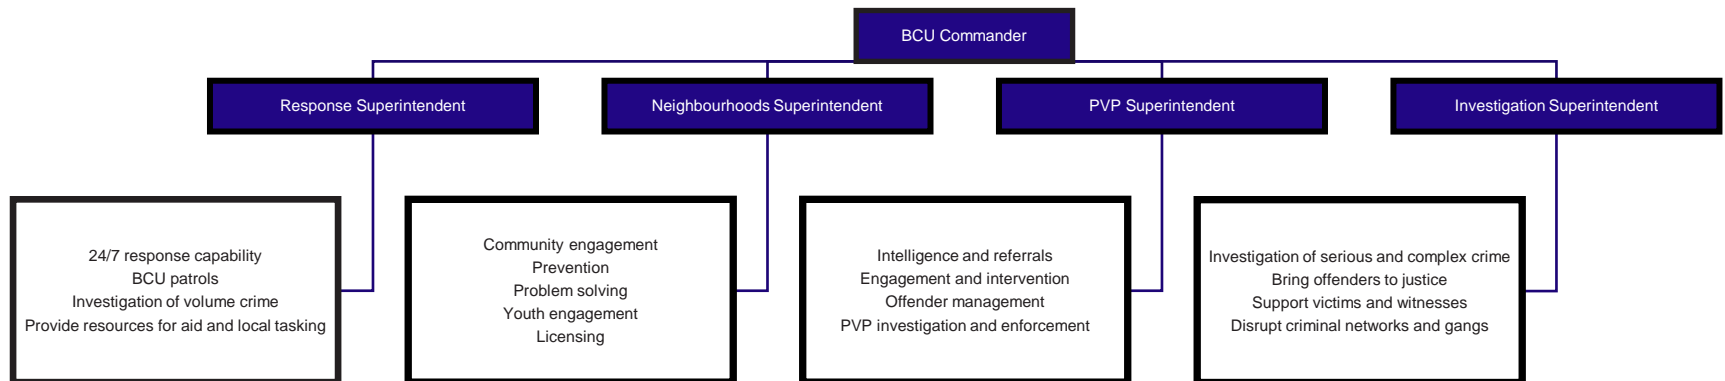 BCU Commander
Response Superintendent
Neighbourhoods Superintendent
PVP Superintendent
Investigation Superintendent
24/7 response capability
BCU patrols
Investigation of volume crime
Provide resources for aid and local tasking
Community engagement
Prevention
Problem solving
Youth engagement
Licensing
Intelligence and referrals
Engagement and intervention
Offender management
PVP investigation and enforcement
Investigation of serious and complex crime
Bring offenders to justice
Support victims and witnesses
Disrupt criminal networks and gangs